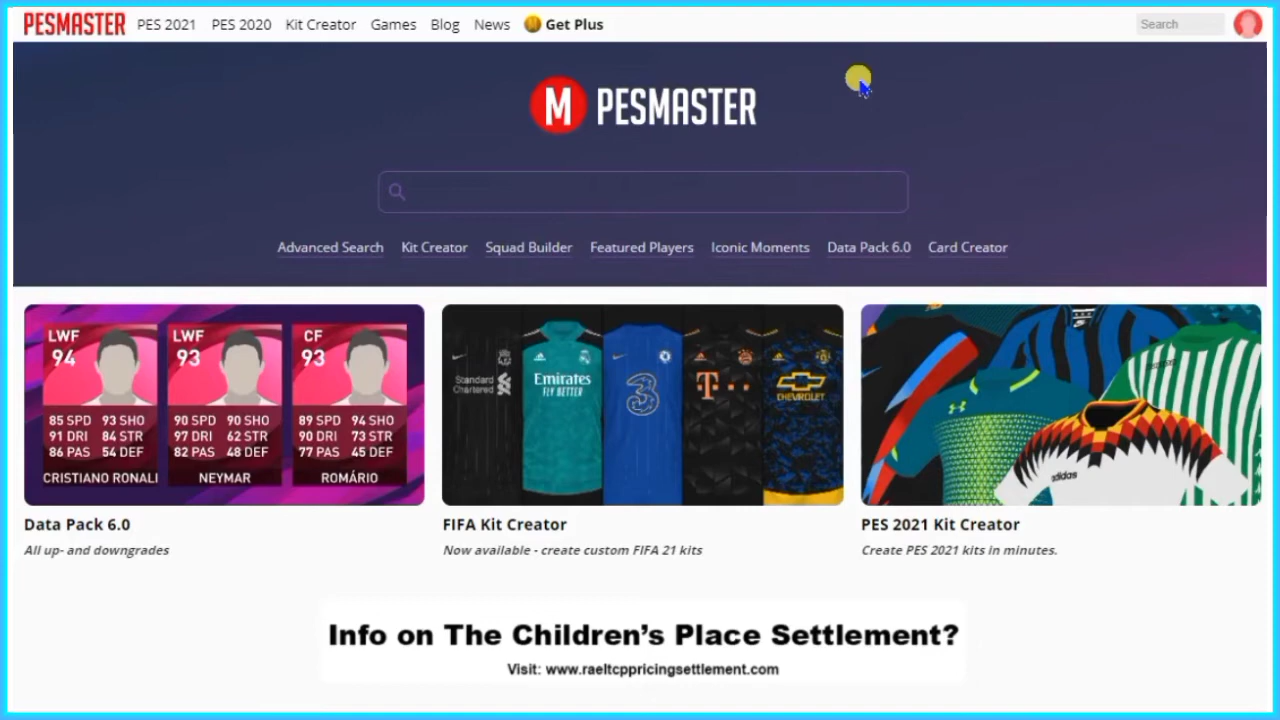 PESMASTER PES 2021 PES 2020 Kit Creator Games Blog News Get Plus Search
M PESMASTER
Advanced Search Kit Creator Squad Builder Featured Players Iconic Moments Data Pack 6.0 Card Creator
LWF
94
85 SPD 93 SHO
91 DRI 84 STR
86 PAS 54 DEF
CRISTIANO RONAL
LWF
93
90 SPD 90 SHO
97 DRI 62 STR
82 PAS 48 DEF
NEYMAR
CF
93
89 SPD 94 SHO
90 DRI 73 STR
77 PAS 45 DEF
ROMÁRIO
Standard
Chartered
Emirates
FLY BETTER
3
T
CHEVROLET
adidas
Data Pack 6.0
All up- and downgrades
FIFA Kit Creator
Now available - create custom FIFA 21 kits
PES 2021 Kit Creator
Create PES 2021 kits in minutes.
Info on The Children's Place Settlement?
Visit: www.raeltcppricingsettlement.com